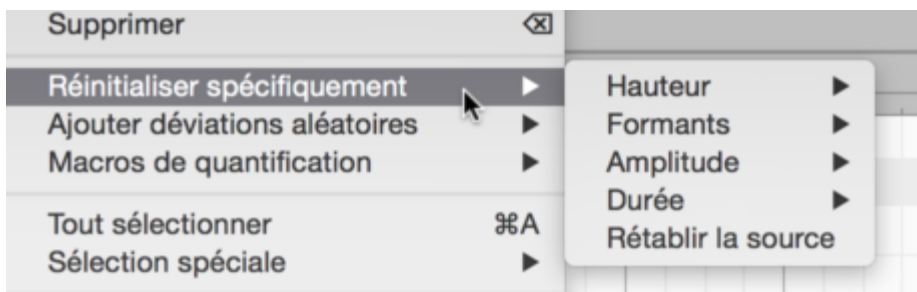 Supprimer ⌫
Réinitialiser spécifiquement ▶
Ajouter déviations aléatoires ▶
Macros de quantification ▶
Tout sélectionner ⌘A
Sélection spéciale ▶
Hauteur ▶
Formants ▶
Amplitude ▶
Durée ▶
Rétablir la source